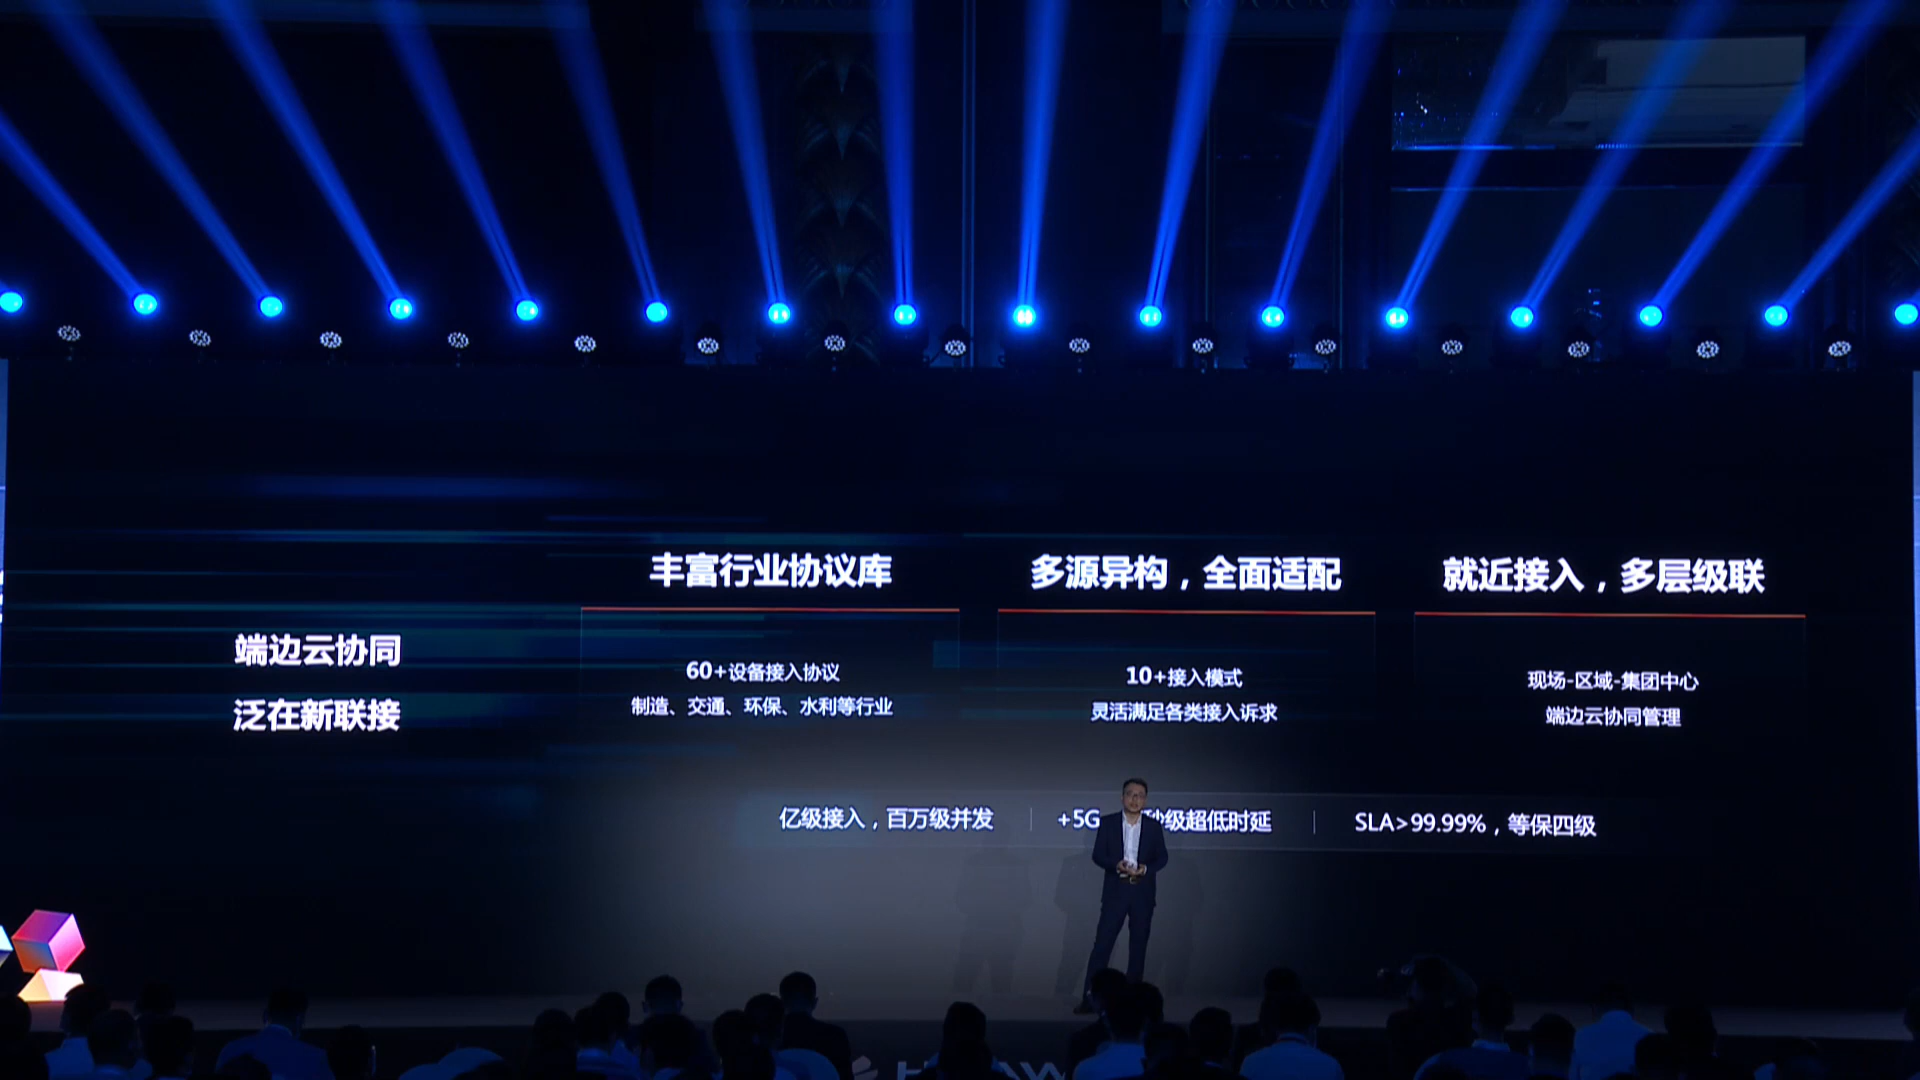 丰富行业协议库
多源异构，全面适配
就近接入，多层级联
端边云协同
泛在新联接
60+设备接入协议
制造、交通、环保、水利等行业
10+接入模式
灵活满足各类接入诉求
现场-区域-集团中心
端边云协同管理
亿级接入，百万级并发
+5G 秒级超低时延
SLA>99.99%，等保四级